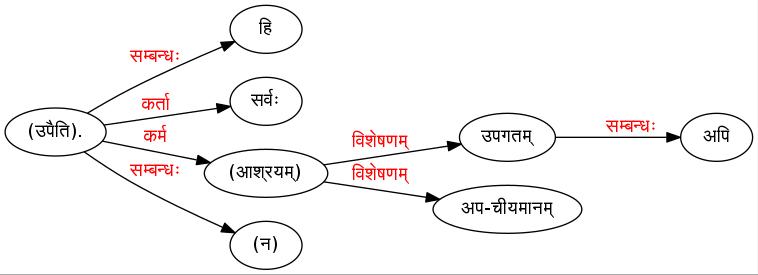 हि
सम्बन्धः
कर्ता
सर्वः
(उपैति).
कर्म
विशेषणम्
उपगतम्
सम्बन्धः
अपि
सम्बन्धः
(आश्रयम्)
विशेषणम्
अप-चीयमानम्
(न)